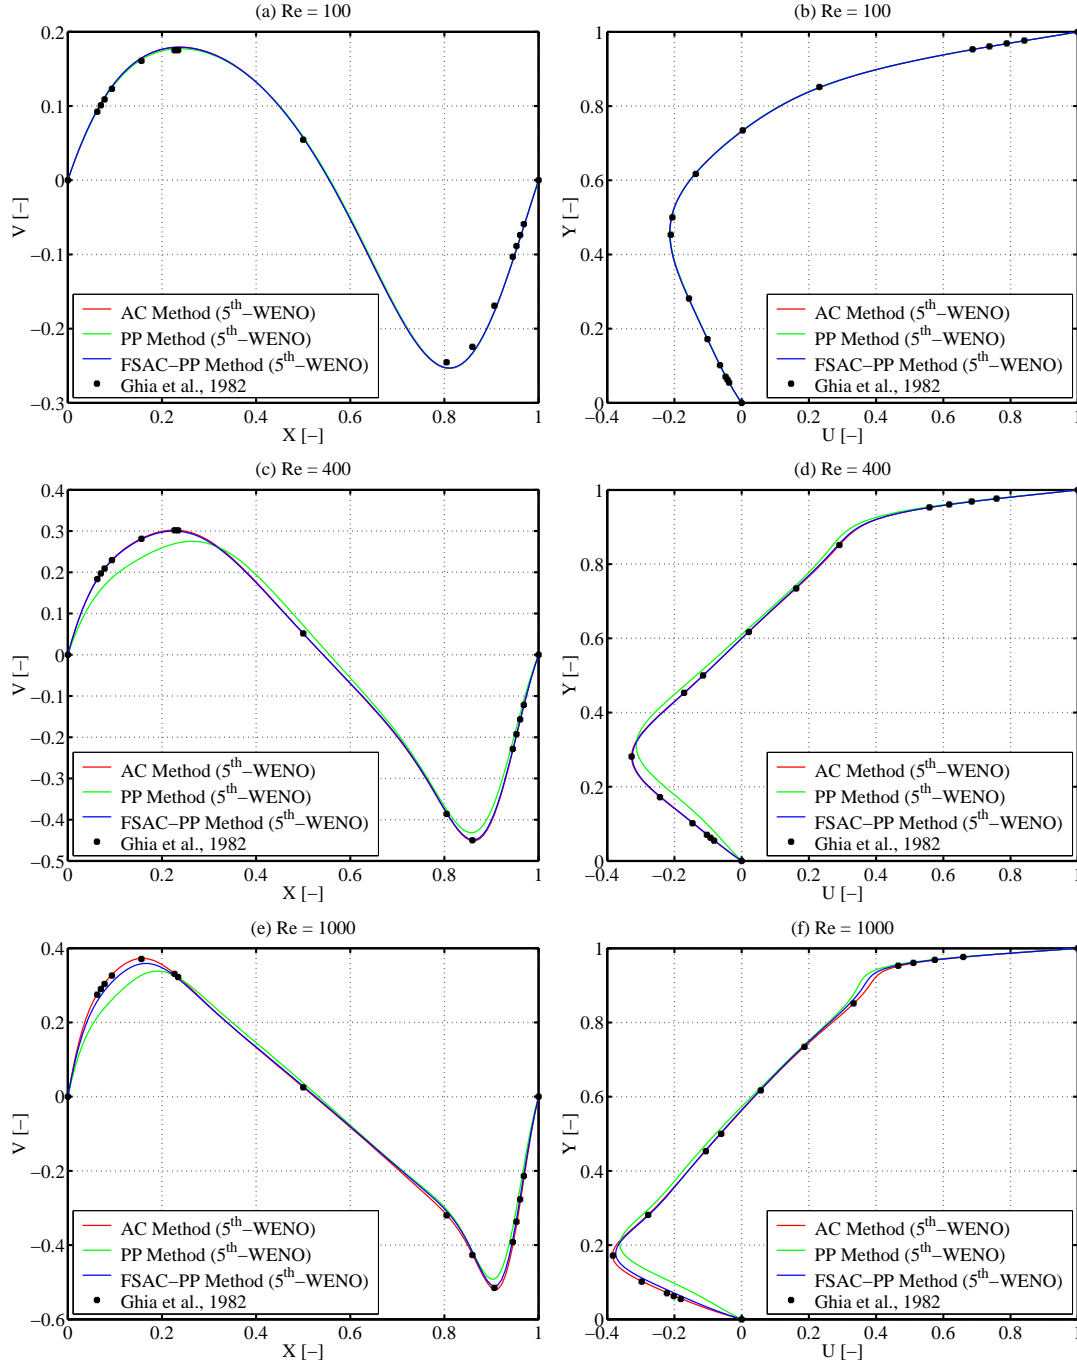 (a) Re = 100
0.2
0.1
0
−0.1
−0.2
−0.3
V [−]
0 0.2 0.4 0.6 0.8 1
X [−]
AC Method (5th−WENO)
PP Method (5th−WENO)
FSAC−PP Method (5th−WENO)
Ghia et al., 1982
(b) Re = 100
1
0.8
0.6
0.4
0.2
0
Y [−]
−0.4 −0.2 0 0.2 0.4 0.6 0.8 1
U [−]
AC Method (5th−WENO)
PP Method (5th−WENO)
FSAC−PP Method (5th−WENO)
Ghia et al., 1982
(c) Re = 400
0.4
0.3
0.2
0.1
0
−0.1
−0.2
−0.3
−0.4
−0.5
V [−]
0 0.2 0.4 0.6 0.8 1
X [−]
AC Method (5th−WENO)
PP Method (5th−WENO)
FSAC−PP Method (5th−WENO)
Ghia et al., 1982
(d) Re = 400
1
0.8
0.6
0.4
0.2
0
Y [−]
−0.4 −0.2 0 0.2 0.4 0.6 0.8 1
U [−]
AC Method (5th−WENO)
PP Method (5th−WENO)
FSAC−PP Method (5th−WENO)
Ghia et al., 1982
(e) Re = 1000
0.4
0.2
0
−0.2
−0.4
−0.6
V [−]
0 0.2 0.4 0.6 0.8 1
X [−]
AC Method (5th−WENO)
PP Method (5th−WENO)
FSAC−PP Method (5th−WENO)
Ghia et al., 1982
(f) Re = 1000
1
0.8
0.6
0.4
0.2
0
Y [−]
−0.4 −0.2 0 0.2 0.4 0.6 0.8 1
U [−]
AC Method (5th−WENO)
PP Method (5th−WENO)
FSAC−PP Method (5th−WENO)
Ghia et al., 1982